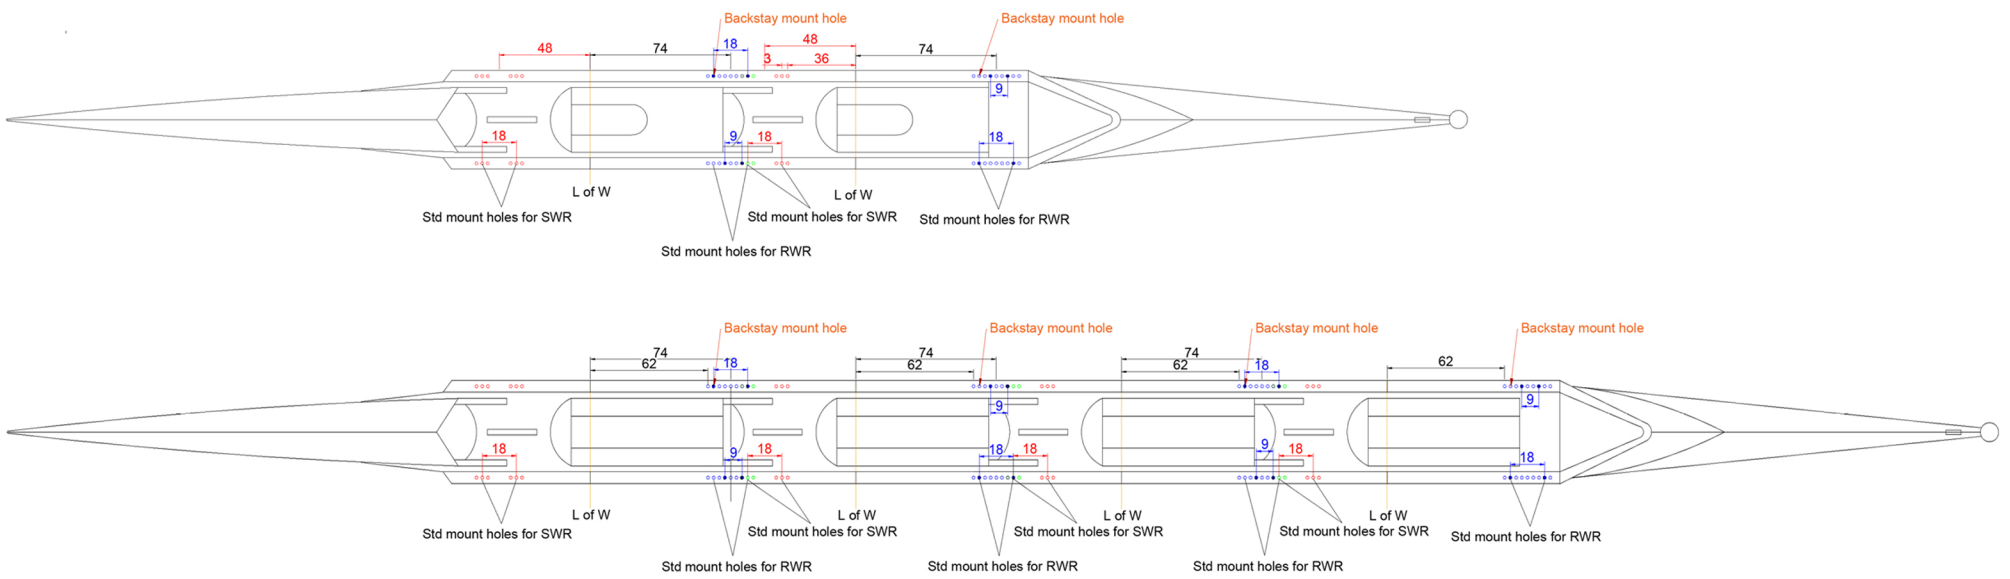 Backstay mount hole
Backstay mount hole
48
74
18
48
3
36
74
9
18
9
18
18
L of W
L of W
Std mount holes for SWR
Std mount holes for SWR
Std mount holes for RWR
Std mount holes for RWR
Backstay mount hole
Backstay mount hole
Backstay mount hole
Backstay mount hole
74
62
18
74
62
74
62
18
62
9
9
18
9
18
18
18
9
18
18
L of W
L of W
L of W
L of W
Std mount holes for SWR
Std mount holes for SWR
Std mount holes for SWR
Std mount holes for SWR
Std mount holes for RWR
Std mount holes for RWR
Std mount holes for RWR
Std mount holes for RWR